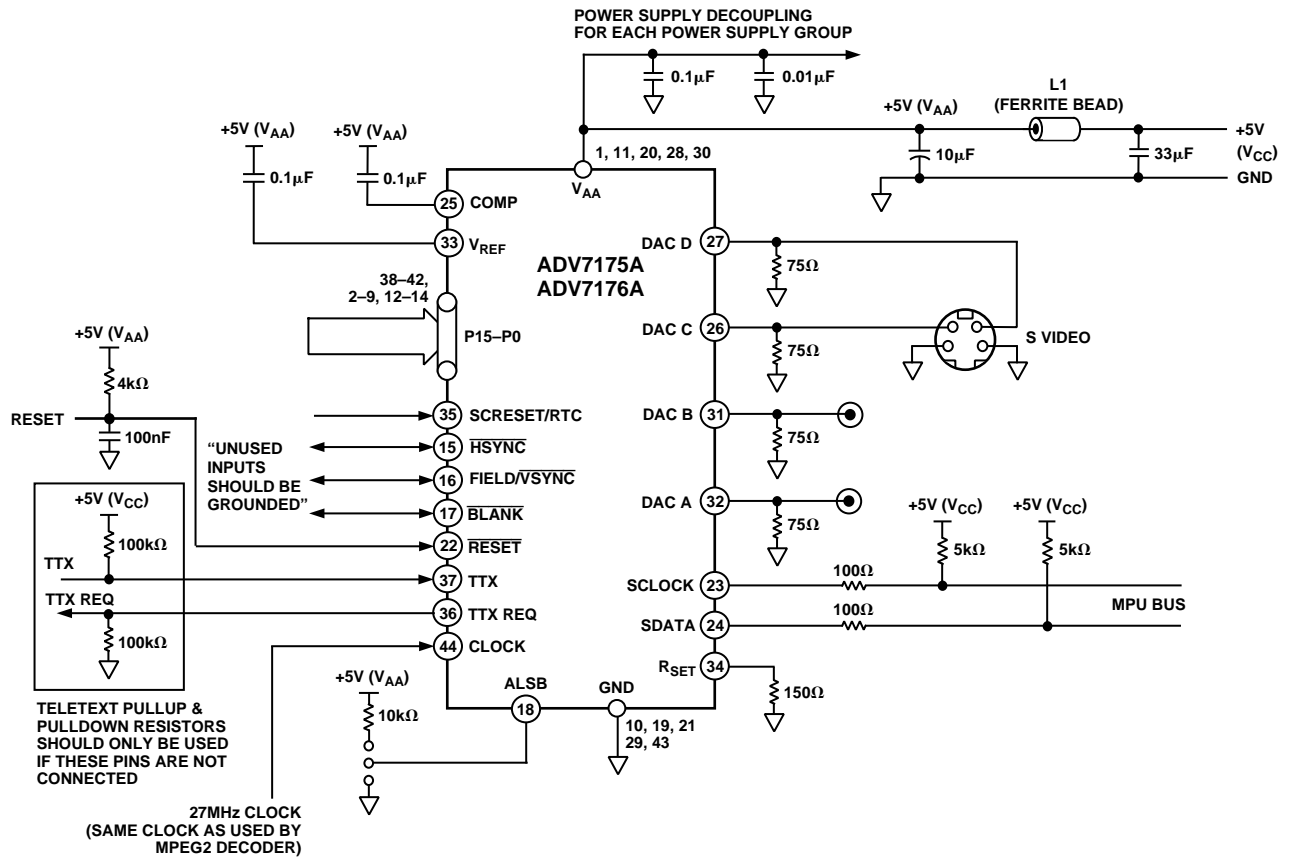 POWER SUPPLY DECOUPLING
FOR EACH POWER SUPPLY GROUP
0.1µF
0.01µF
L1
(FERRITE BEAD)
+5V (VAA)
+5V (VAA)
+5V (VAA)
+5V
(VCC)
GND
10µF
33µF
0.1µF
0.1µF
1, 11, 20, 28, 30
VAA
25
COMP
33
VREF
ADV7175A
ADV7176A
DAC D
27
75Ω
38–42,
2–9, 12–14
P15–P0
DAC C
26
75Ω
S VIDEO
+5V (VAA)
4kΩ
RESET
100nF
35
SCRESET/RTC
DAC B
31
75Ω
"UNUSED
INPUTS
SHOULD BE
GROUNDED"
15
HSYNC
16
FIELD/VSYNC
17
BLANK
22
RESET
DAC A
32
75Ω
+5V (VCC)
100kΩ
TTX
37
TTX
TTX REQ
36
TTX REQ
100kΩ
44
CLOCK
+5V (VCC)
+5V (VCC)
5kΩ
5kΩ
SCLOCK
23
100Ω
MPU BUS
SDATA
24
100Ω
RSET
34
150Ω
+5V (VAA)
10kΩ
ALSB
18
GND
10, 19, 21
29, 43
TELETEXT PULLUP &
PULLDOWN RESISTORS
SHOULD ONLY BE USED
IF THESE PINS ARE NOT
CONNECTED
27MHz CLOCK
(SAME CLOCK AS USED BY
MPEG2 DECODER)